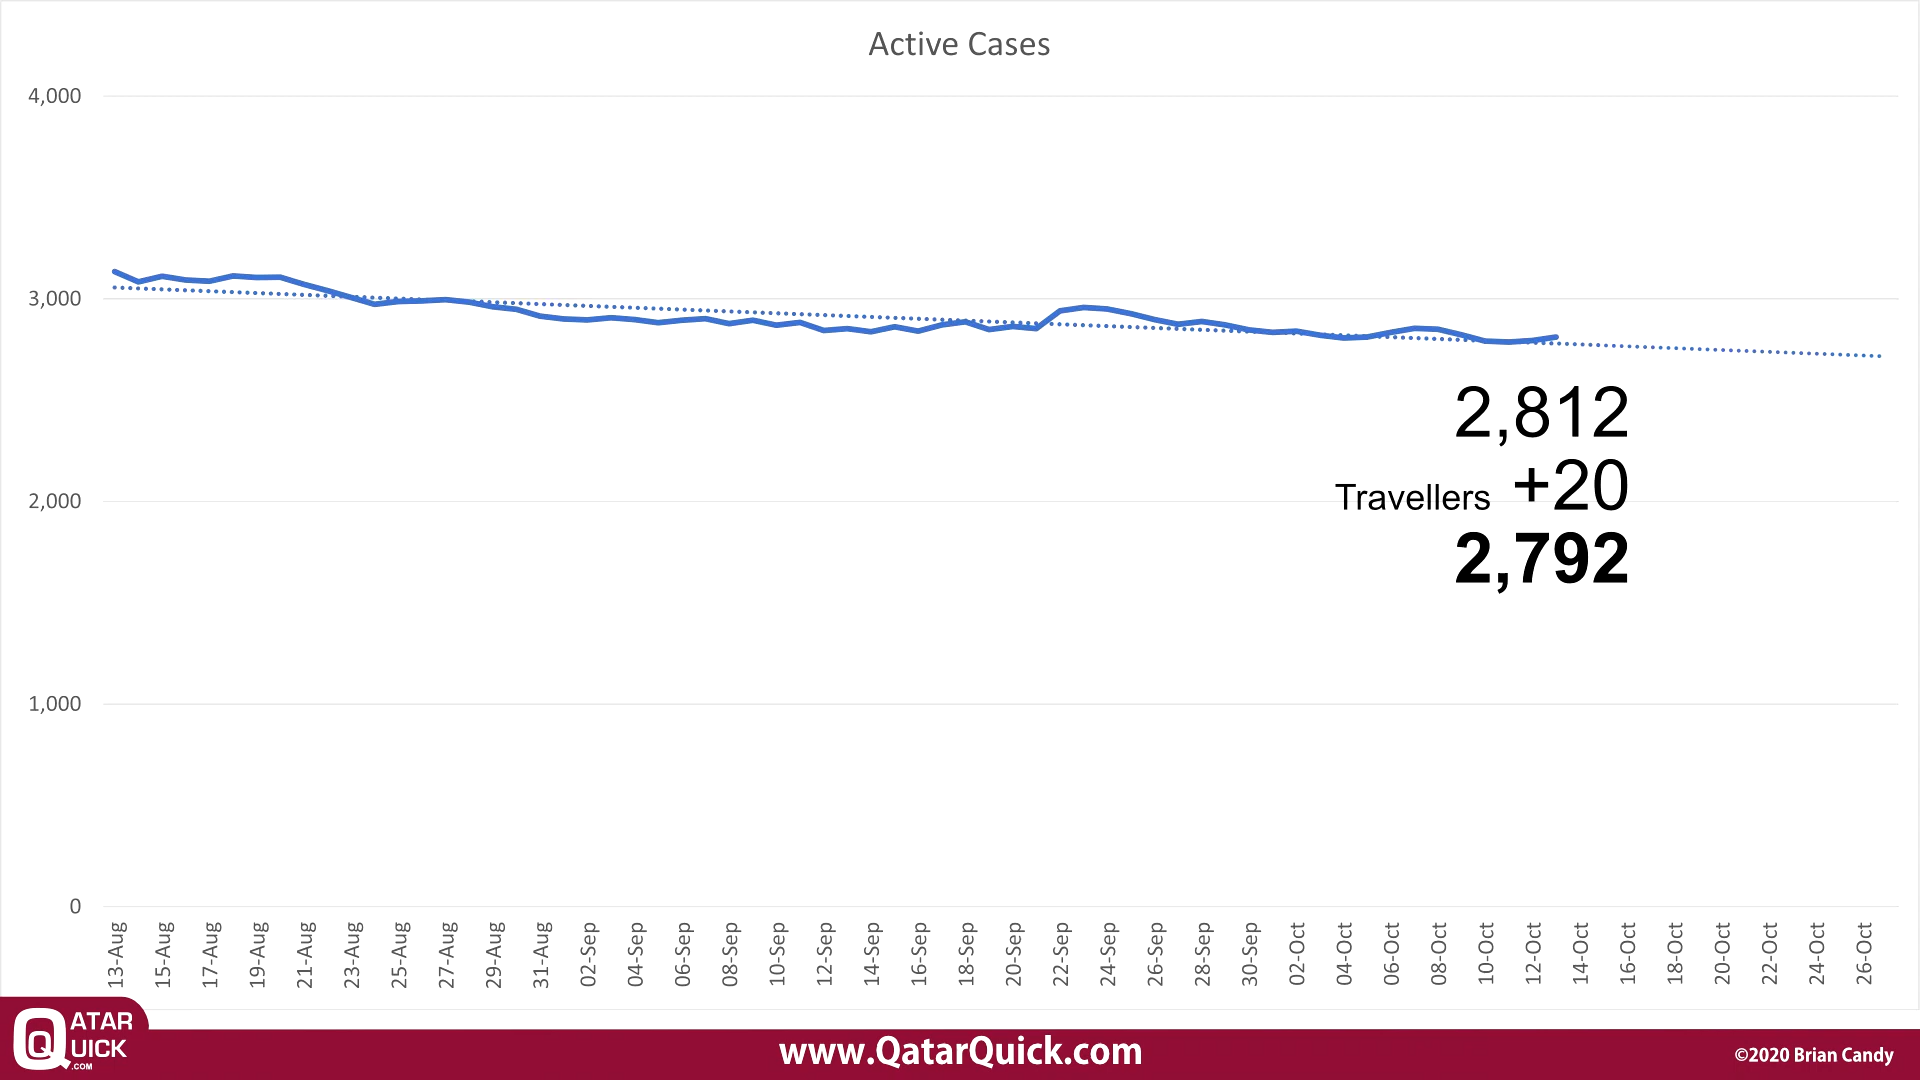 Active Cases
4,000
3,000
2,000
1,000
0
2,812
Travellers +20
2,792
13-Aug
15-Aug
17-Aug
19-Aug
21-Aug
23-Aug
25-Aug
27-Aug
29-Aug
31-Aug
02-Sep
04-Sep
06-Sep
08-Sep
10-Sep
12-Sep
14-Sep
16-Sep
18-Sep
20-Sep
22-Sep
24-Sep
26-Sep
28-Sep
30-Sep
02-Oct
04-Oct
06-Oct
08-Oct
10-Oct
12-Oct
14-Oct
16-Oct
18-Oct
20-Oct
22-Oct
24-Oct
26-Oct
QATAR
QUICK
.COM
www.QatarQuick.com
©2020 Brian Candy